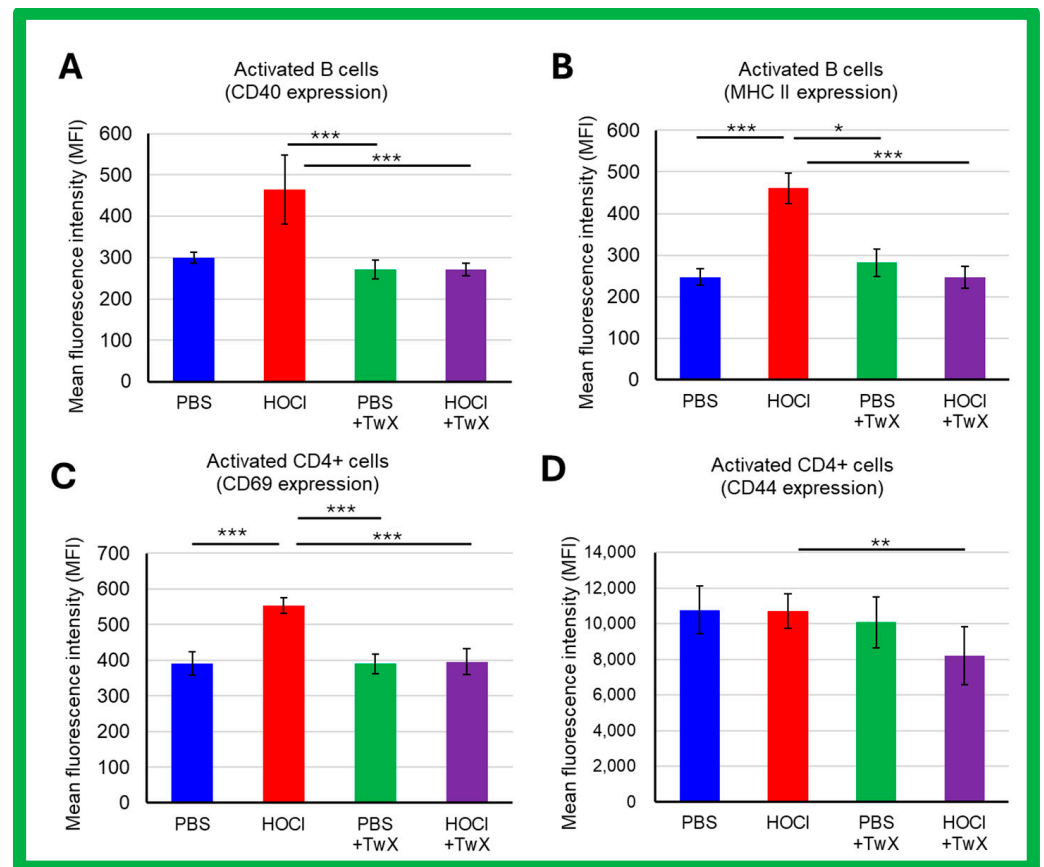 A
Activated B cells
(CD40 expression)
Mean fluorescence intensity (MFI)
600
500
400
300
200
100
0
***
***
PBS
HOCl
PBS
+TwX
HOCl
+TwX
B
Activated B cells
(MHC II expression)
Mean fluorescence intensity (MFI)
600
500
400
300
200
100
0
***
*
***
PBS
HOCl
PBS
+TwX
HOCl
+TwX
C
Activated CD4+ cells
(CD69 expression)
Mean fluorescence intensity (MFI)
700
600
500
400
300
200
100
0
***
***
***
PBS
HOCl
PBS
+TwX
HOCl
+TwX
D
Activated CD4+ cells
(CD44 expression)
Mean fluorescence intensity (MFI)
14,000
12,000
10,000
8,000
6,000
4,000
2,000
0
**
PBS
HOCl
PBS
+TwX
HOCl
+TwX